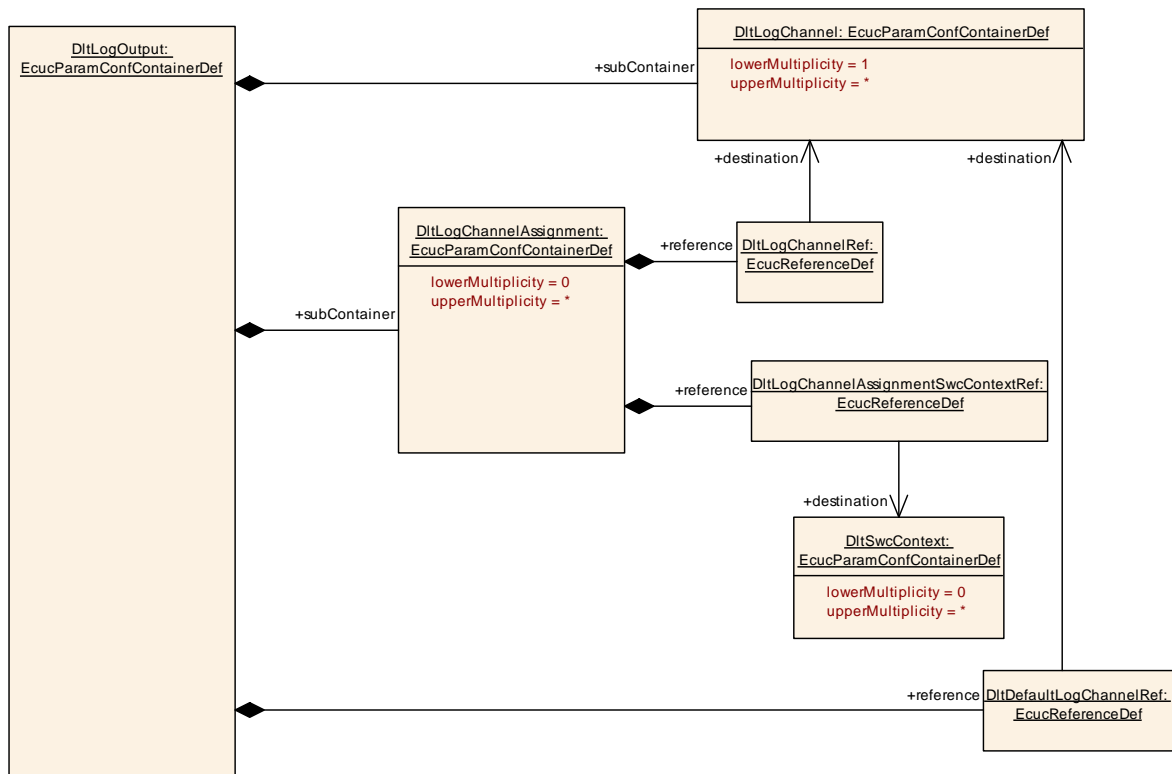 DltLogOutput:
EcucParamConfContainerDef
DltLogChannel: EcucParamConfContainerDef
lowerMultiplicity = 1
upperMultiplicity = *
+subContainer
+destination
+destination
DltLogChannelAssignment:
EcucParamConfContainerDef
lowerMultiplicity = 0
upperMultiplicity = *
+reference
DltLogChannelRef:
EcucReferenceDef
+subContainer
+reference
DltLogChannelAssignmentSwcContextRef:
EcucReferenceDef
+destination
DltSwcContext:
EcucParamConfContainerDef
lowerMultiplicity = 0
upperMultiplicity = *
+reference
DltDefaultLogChannelRef:
EcucReferenceDef